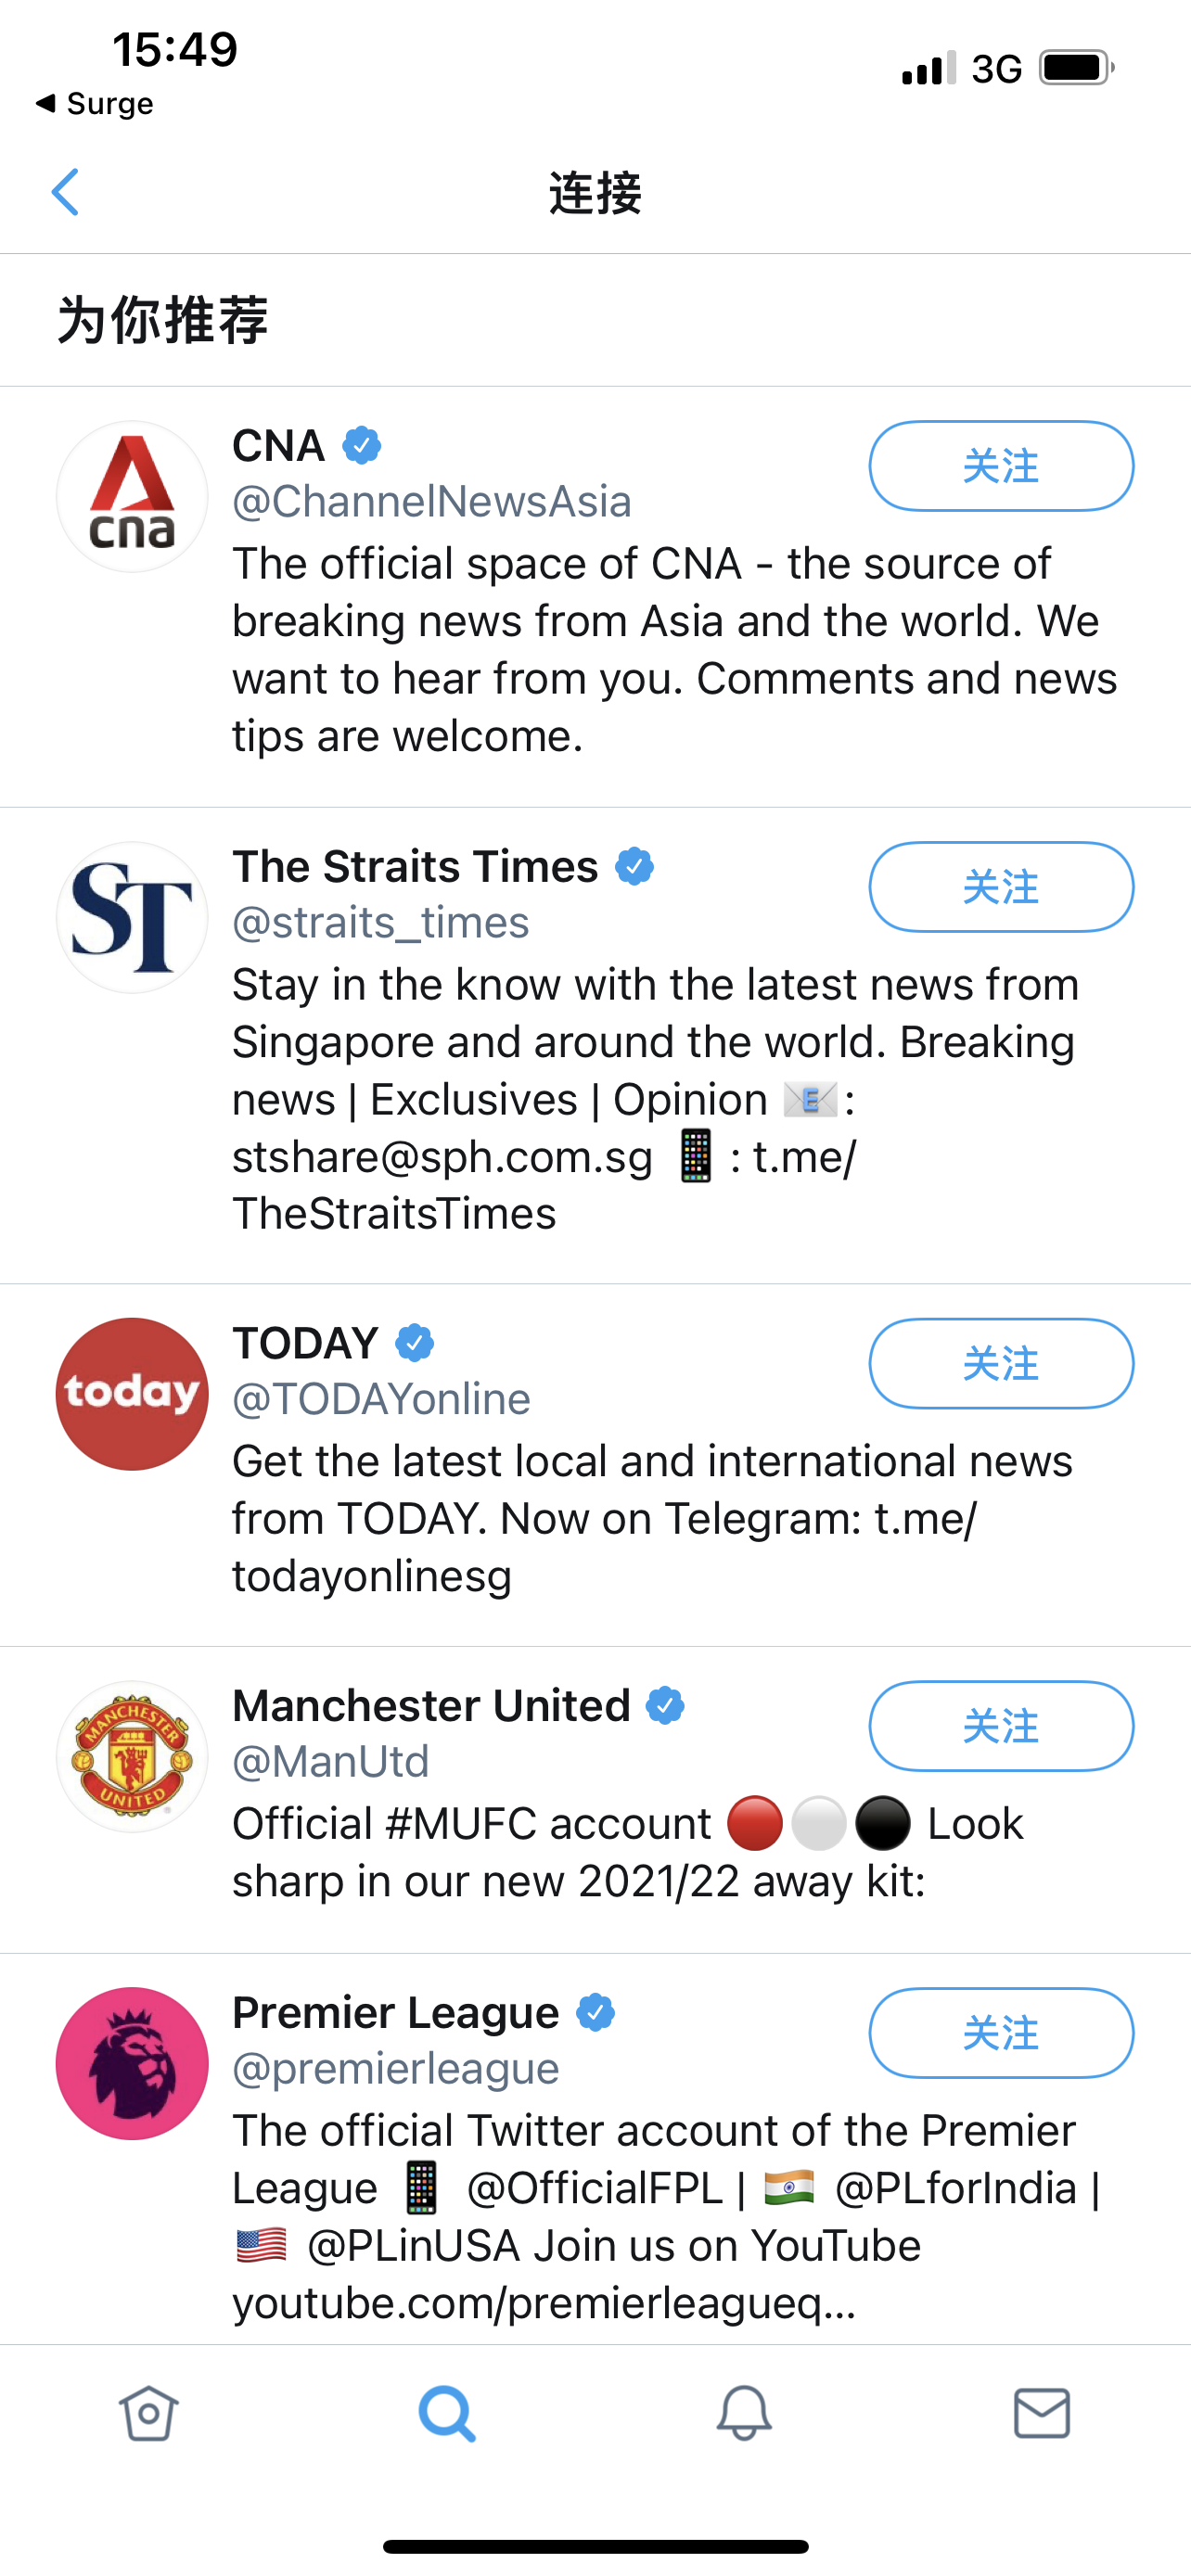 15:49
3G
◀ Surge
连接
为你推荐
cna
CNA
@ChannelNewsAsia
关注
The official space of CNA - the source of
breaking news from Asia and the world. We
want to hear from you. Comments and news
tips are welcome.
ST
The Straits Times
@straits_times
关注
Stay in the know with the latest news from
Singapore and around the world. Breaking
news | Exclusives | Opinion 📧:
stshare@sph.com.sg 📱: t.me/
TheStraitsTimes
today
TODAY
@TODAYonline
关注
Get the latest local and international news
from TODAY. Now on Telegram: t.me/
todayonlinesg
MANCHESTER
UNITED
Manchester United
@ManUtd
关注
Official #MUFC account 🔴⚪⚫ Look
sharp in our new 2021/22 away kit:
Premier League
@premierleague
关注
The official Twitter account of the Premier
League 📱 @OfficialFPL | 🇮🇳 @PLforIndia |
🇺🇸 @PLinUSA Join us on YouTube
youtube.com/premierleagueq...